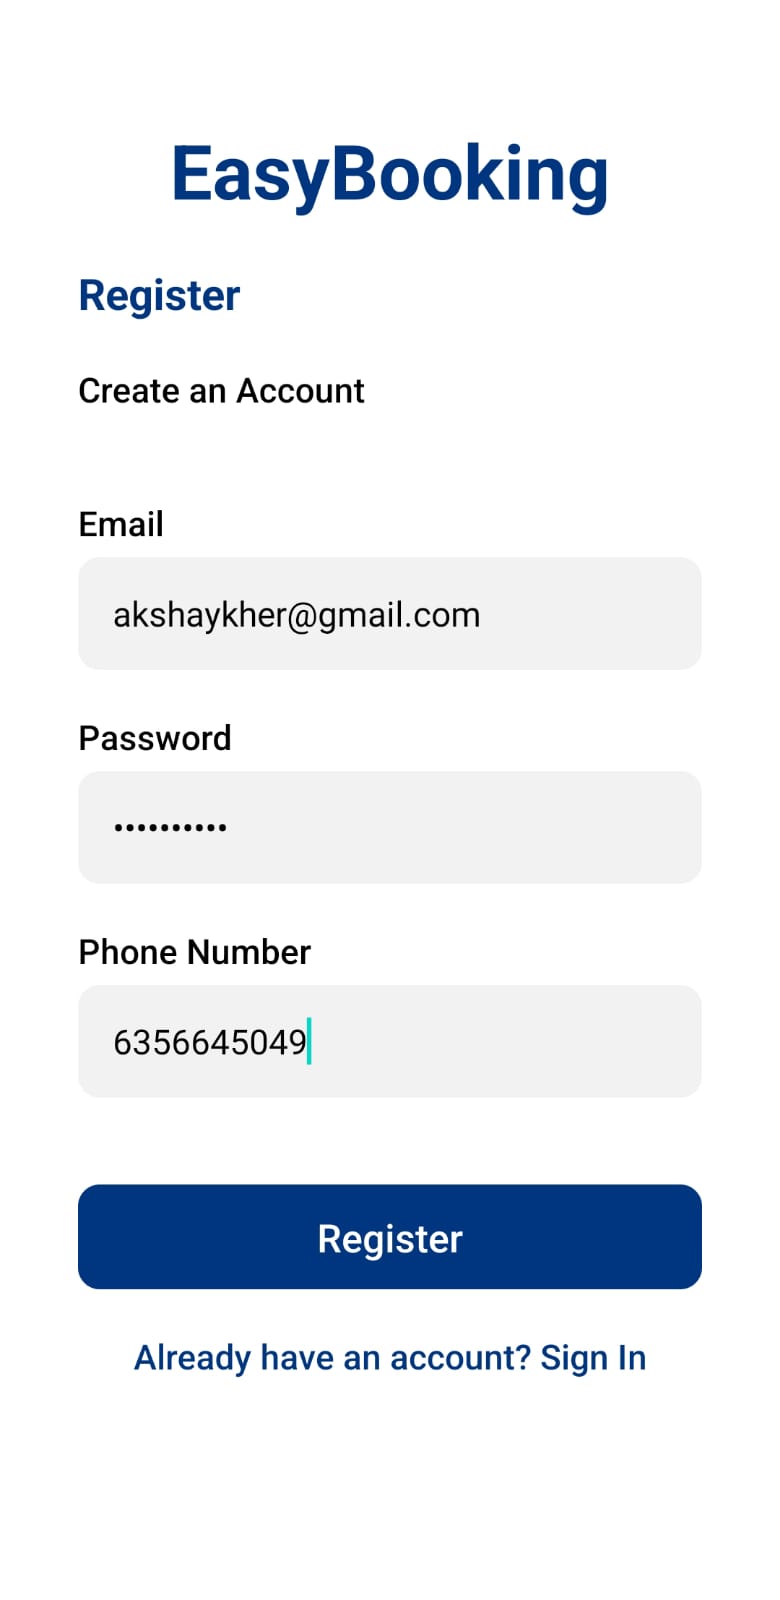 EasyBooking
Register
Create an Account
Email
akshaykher@gmail.com
Password
••••••••••
Phone Number
6356645049
Register
Already have an account? Sign In